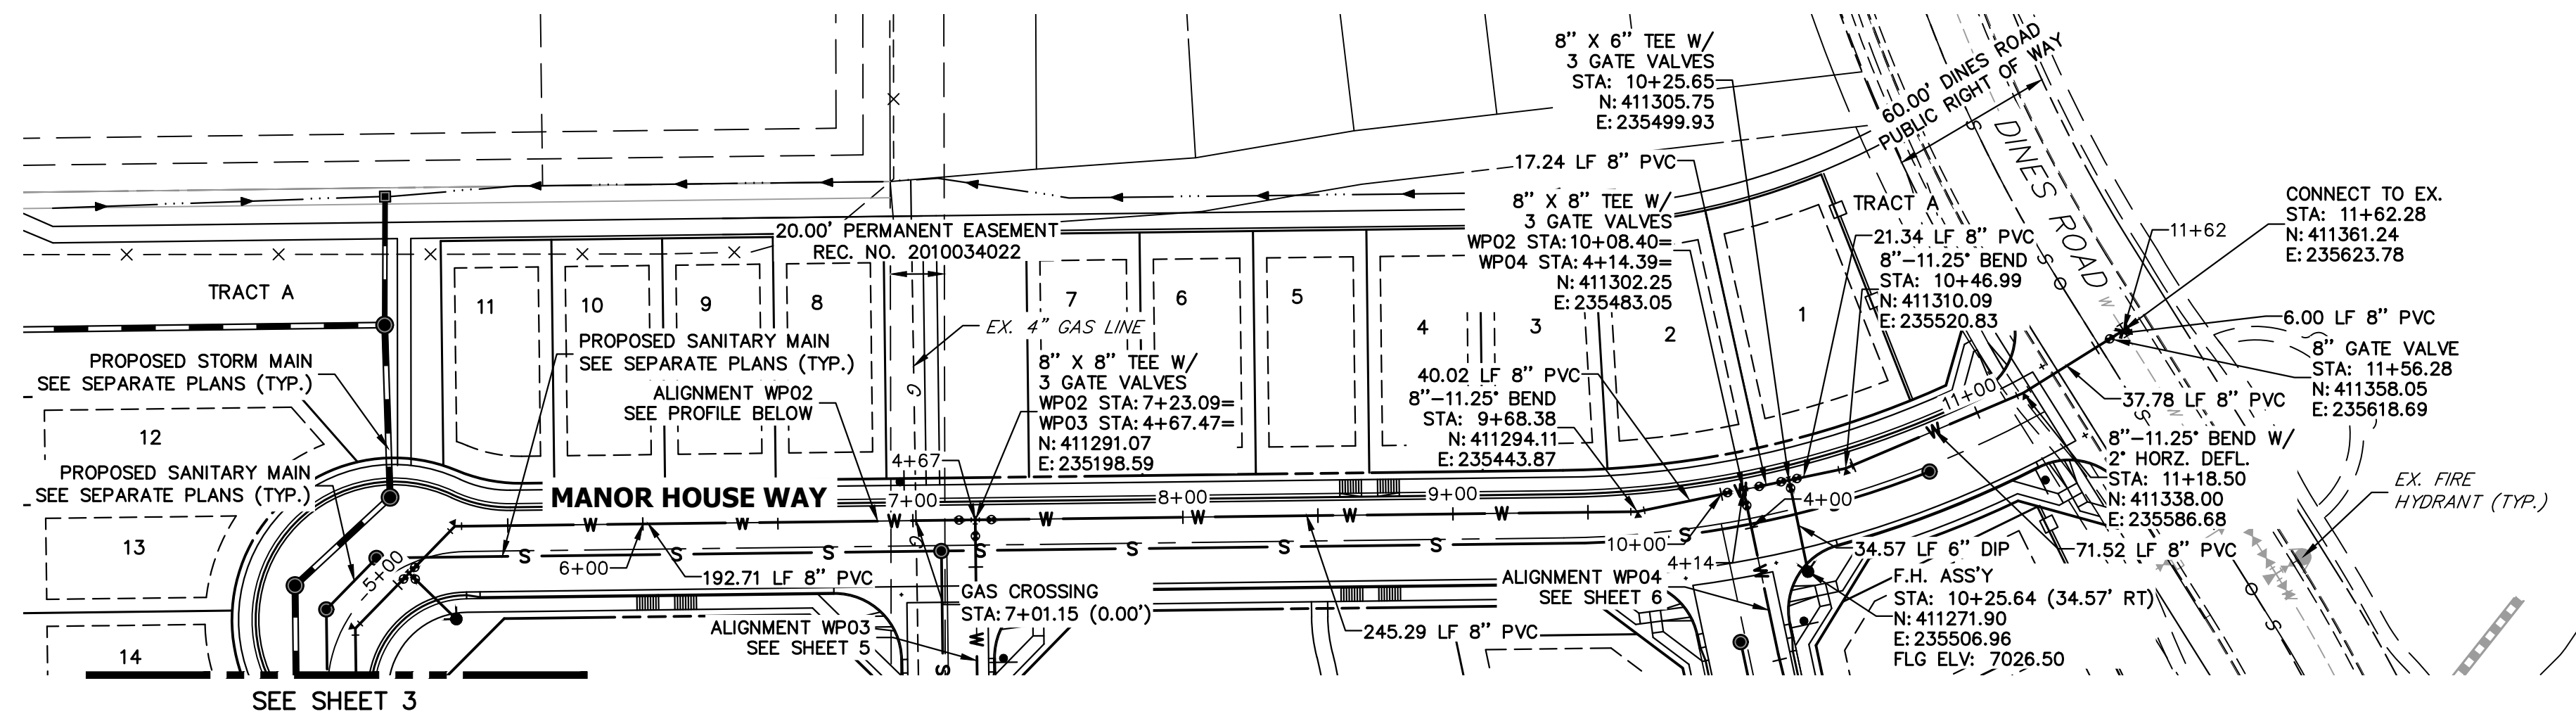 8" X 6" TEE W/
3 GATE VALVES
STA: 10+25.65
N: 411305.75
E: 235499.93
60.00' DINES ROAD
PUBLIC RIGHT OF WAY
DINES ROAD
17.24 LF 8" PVC
8" X 8" TEE W/
3 GATE VALVES
WP02 STA: 10+08.40=
WP04 STA: 4+14.39=
N: 411302.25
E: 235483.05
TRACT A
21.34 LF 8" PVC
8"-11.25° BEND
STA: 10+46.99
N: 411310.09
E: 235520.83
11+62
CONNECT TO EX.
STA: 11+62.28
N: 411361.24
E: 235623.78
6.00 LF 8" PVC
8" GATE VALVE
STA: 11+56.28
N: 411358.05
E: 235618.69
20.00' PERMANENT EASEMENT
REC. NO. 2010034022
TRACT A
11
10
9
8
7
6
5
4
3
2
1
EX. 4" GAS LINE
PROPOSED STORM MAIN
SEE SEPARATE PLANS (TYP.)
PROPOSED SANITARY MAIN
SEE SEPARATE PLANS (TYP.)
ALIGNMENT WP02
SEE PROFILE BELOW
8" X 8" TEE W/
3 GATE VALVES
WP02 STA: 7+23.09=
WP03 STA: 4+67.47=
N: 411291.07
E: 235198.59
40.02 LF 8" PVC
8"-11.25° BEND
STA: 9+68.38
N: 411294.11
E: 235443.87
11+00
37.78 LF 8" PVC
8"-11.25° BEND W/
2° HORZ. DEFL.
STA: 11+18.50
N: 411338.00
E: 235586.68
EX. FIRE
HYDRANT (TYP.)
12
PROPOSED SANITARY MAIN
SEE SEPARATE PLANS (TYP.)
4+67
MANOR HOUSE WAY
7+00
8+00
9+00
4+00
W W W W W W W W
G G
S S S S S S S S
13
5+00
6+00
192.71 LF 8" PVC
10+00
4+14
34.57 LF 6" DIP
71.52 LF 8" PVC
GAS CROSSING
STA: 7+01.15 (0.00')
ALIGNMENT WP04
SEE SHEET 6
F.H. ASS'Y
STA: 10+25.64 (34.57' RT)
N: 411271.90
E: 235506.96
FLG ELV: 7026.50
ALIGNMENT WP03
SEE SHEET 5
245.29 LF 8" PVC
14
SEE SHEET 3